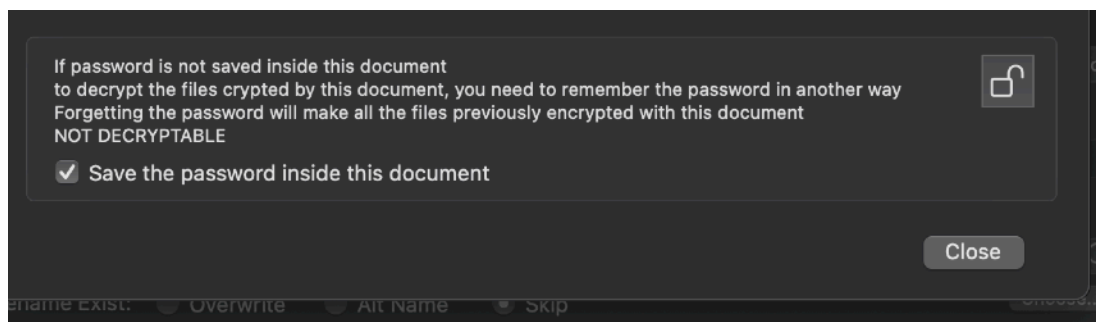 If password is not saved inside this document
to decrypt the files crypted by this document, you need to remember the password in another way
Forgetting the password will make all the files previously encrypted with this document
NOT DECRYPTABLE
Save the password inside this document
Close
Exist: Overwrite Alt Name Skip